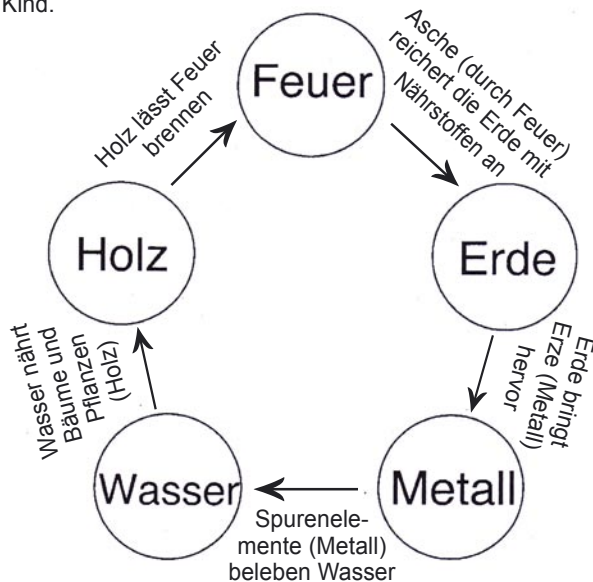 Kind.
Feuer
Asche (durch Feuer)
reichert die Erde mit
Nährstoffen an
Erde
Erde bringt
Erze (Metall)
hervor
Metall
Spurenele-
mente (Metall)
beleben Wasser
Wasser
Wasser nährt
Bäume und
Pflanzen
(Holz)
Holz
Holz lässt Feuer
brennen